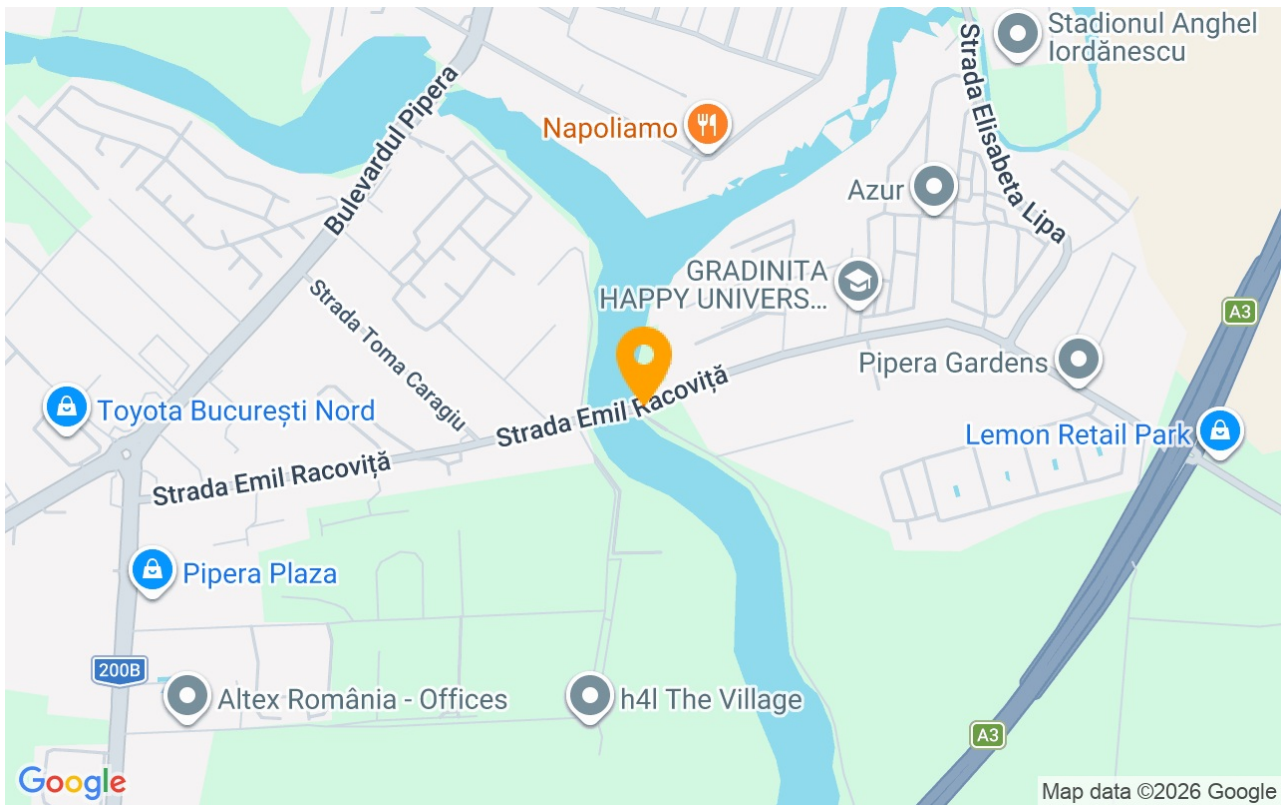 Stadionul Anghel
Iordănescu
Strada Elisabeta Lipa
Bulevardul Pipera
Napoliamo
Azur
GRADINITA
HAPPY UNIVERS...
A3
Strada Toma Caragiu
Pipera Gardens
Toyota București Nord
Strada Emil Racoviță
Lemon Retail Park
Strada Emil Racoviță
Pipera Plaza
200B
Altex România - Offices
h4l The Village
A3
Google
Map data ©2026 Google